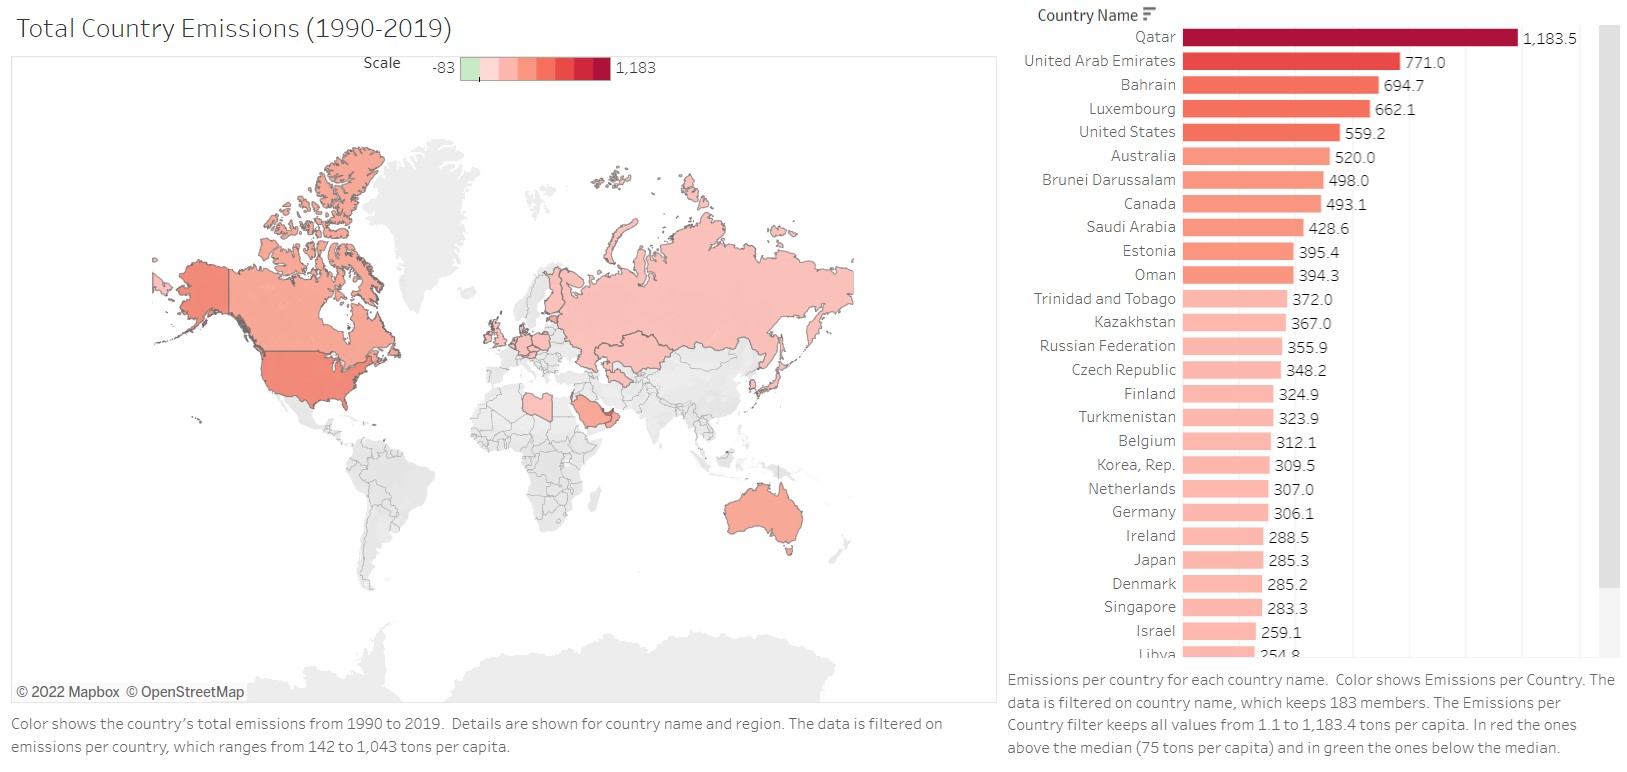 Total Country Emissions (1990-2019)
Scale
-83
1,183
© 2022 Mapbox © OpenStreetMap
Color shows the country's total emissions from 1990 to 2019. Details are shown for country name and region. The data is filtered on
emissions per country, which ranges from 142 to 1,043 tons per capita.
Country Name
Qatar 1,183.5
United Arab Emirates 771.0
Bahrain 694.7
Luxembourg 662.1
United States 559.2
Australia 520.0
Brunei Darussalam 498.0
Canada 493.1
Saudi Arabia 428.6
Estonia 395.4
Oman 394.3
Trinidad and Tobago 372.0
Kazakhstan 367.0
Russian Federation 355.9
Czech Republic 348.2
Finland 324.9
Turkmenistan 323.9
Belgium 312.1
Korea, Rep. 309.5
Netherlands 307.0
Germany 306.1
Ireland 288.5
Japan 285.3
Denmark 285.2
Singapore 283.3
Israel 259.1
Libya 254.8
Emissions per country for each country name. Color shows Emissions per Country. The
data is filtered on country name, which keeps 183 members. The Emissions per
Country filter keeps all values from 1.1 to 1,183.4 tons per capita. In red the ones
above the median (75 tons per capita) and in green the ones below the median.